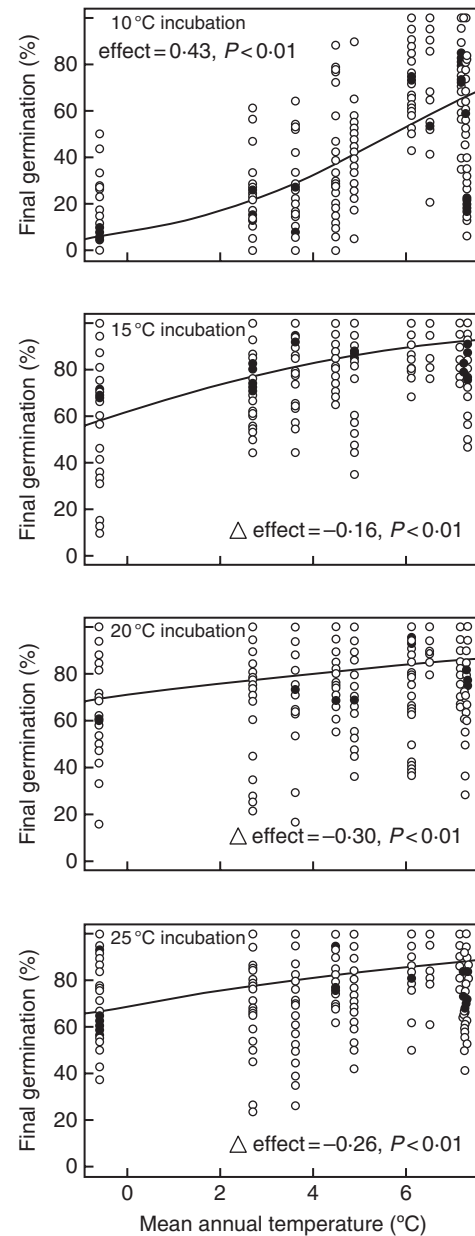 10 °C incubation
effect=0·43, P<0·01
Final germination (%)
80
60
40
20
0
15 °C incubation
Final germination (%)
80
60
40
20
0
△ effect=–0·16, P<0·01
20 °C incubation
Final germination (%)
80
60
40
20
0
△ effect=–0·30, P<0·01
25 °C incubation
Final germination (%)
80
60
40
20
0
△ effect=–0·26, P<0·01
0 2 4 6
Mean annual temperature (ºC)